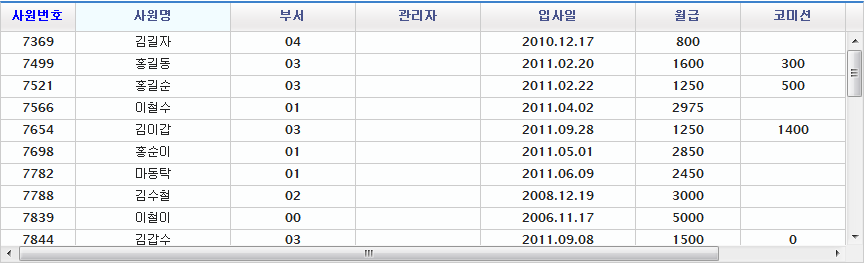 사원번호 사원명 부서 관리자 입사일 월급 코미션
7369 김길자 04 2010.12.17 800
7499 홍길동 03 2011.02.20 1600 300
7521 홍길순 03 2011.02.22 1250 500
7566 이철수 01 2011.04.02 2975
7654 김이갑 03 2011.09.28 1250 1400
7698 홍순이 01 2011.05.01 2850
7782 마동탁 01 2011.06.09 2450
7788 김수철 02 2008.12.19 3000
7839 이철이 00 2006.11.17 5000
7844 김갑수 03 2011.09.08 1500 0